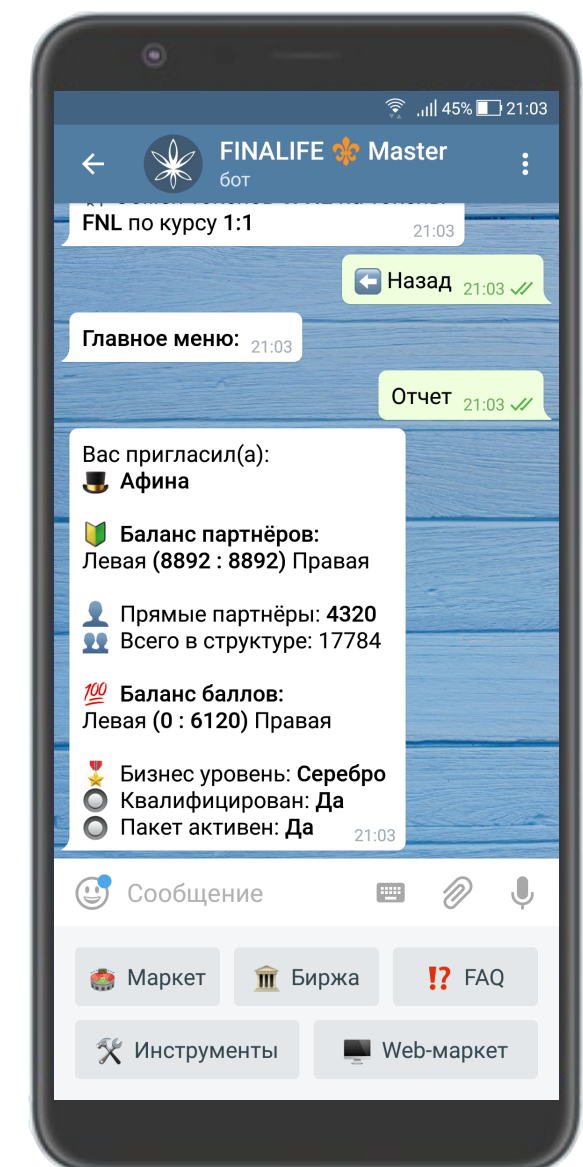 45% 21:03
FINALIFE Master
бот
FNL по курсу 1:1
21:03
Назад 21:03
Главное меню: 21:03
Отчет 21:03
Вас пригласил(а):
Афина
Баланс партнёров:
Левая (8892 : 8892) Правая
Прямые партнёры: 4320
Всего в структуре: 17784
Баланс баллов:
Левая (0 : 6120) Правая
Бизнес уровень: Серебро
Квалифицирован: Да
Пакет активен: Да
21:03
Сообщение
Маркет Биржа FAQ
Инструменты Web-маркет